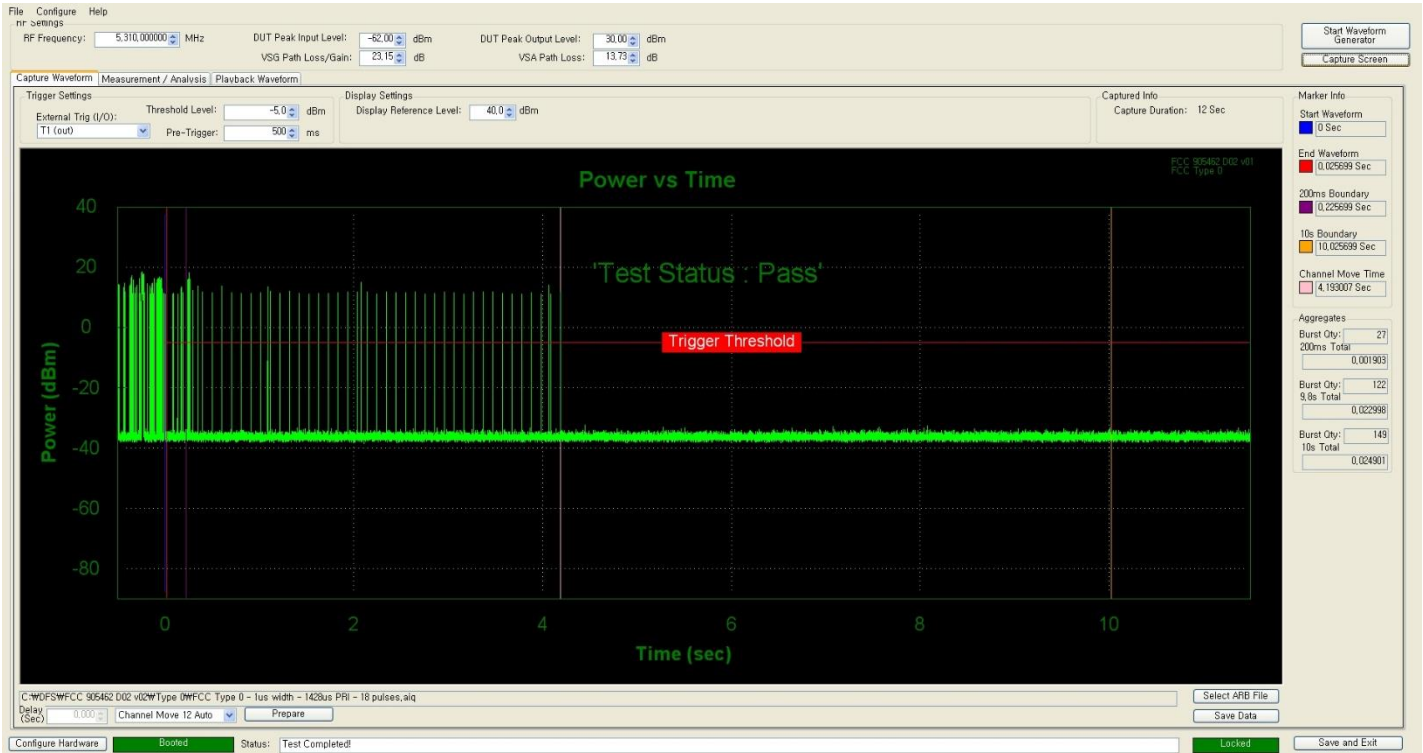 File Configure Help
RF Settings
RF Frequency: 5,310,000000 MHz DUT Peak Input Level: -62,00 dBm DUT Peak Output Level: 30,00 dBm
VSG Path Loss/Gain: 23,15 dB VSA Path Loss: 13,73 dB
Start Waveform Generator
Capture Screen
Capture Waveform Measurement / Analysis Playback Waveform
Trigger Settings
External Trig (I/O):
T1 (out)
Threshold Level: -5,0 dBm
Pre-Trigger: 500 ms
Display Settings
Display Reference Level: 40,0 dBm
Captured Info
Capture Duration: 12 Sec
Marker Info
Start Waveform
0 Sec
End Waveform
0,025699 Sec
200ms Boundary
0,225699 Sec
10s Boundary
10,025699 Sec
Channel Move Time
4,193007 Sec
Aggregates
Burst Qty: 27
200ms Total
0,001903
Burst Qty: 122
9,8s Total
0,022998
Burst Qty: 149
10s Total
0,024901
FCC 905462 D02 v01
FCC Type 0
Power vs Time
'Test Status : Pass'
Trigger Threshold
Power (dBm)
40
20
0
-20
-40
-60
-80
0 2 4 6 8 10
Time (sec)
C:₩DFS₩FCC 905462 D02 v02₩Type 0₩FCC Type 0 - 1us width - 1428us PRI - 18 pulses,aiq
Select ARB File
Delay (Sec) 0,000 Channel Move 12 Auto Prepare
Save Data
Configure Hardware Booted Status: Test Completed! Locked Save and Exit